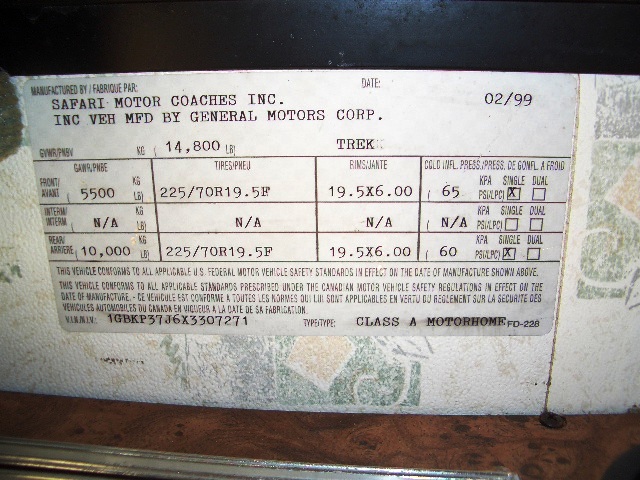 MANUFACTURED BY / FABRIQUE PAR: DATE:
SAFARI MOTOR COACHES INC. 02/99
INC VEH MFD BY GENERAL MOTORS CORP.
GVWR/PNBV KG ( 14,800 LB) TREK
GAWR/PNBE TIRES/PNEU RIMS/JANTE COLD INFL. PRESS./PRESS. DE GONFL. A FROID
FRONT/ AVANT 5500 KG LB) 225/70R19.5F 19.5X6.00 ( 65 KPA PSI/LPC) SINGLE X DUAL
INTERM/ INTERM ( N/A KG LB) N/A N/A ( N/A KPA PSI/LPC) SINGLE DUAL
REAR/ ARRIERE ( 10,000 KG LB) 225/70R19.5F 19.5X6.00 ( 60 KPA PSI/LPC) SINGLE X DUAL
THIS VEHICLE CONFORMS TO ALL APPLICABLE U.S. FEDERAL MOTOR VEHICLE SAFETY STANDARDS IN EFFECT ON THE DATE OF MANUFACTURE SHOWN ABOVE.
THIS VEHICLE CONFORMS TO ALL APPLICABLE STANDARDS PRESCRIBED UNDER THE CANADIAN MOTOR VEHICLE SAFETY REGULATIONS IN EFFECT ON THE
DATE OF MANUFACTURE. - CE VEHICULE EST CONFORME A TOUTES LES NORMES QUI LUI SONT APPLICABLES EN VERTU DU REGLEMENT SUR LA SECURITE DES
VEHICULES AUTOMOBILES DU CANADA EN VIGUEUR A LA DATE DE SA FABRICATION.
V.I.N./N.I.V.: 1GBKP37J6X3307271 TYPE/TYPE: CLASS A MOTORHOME FD-228